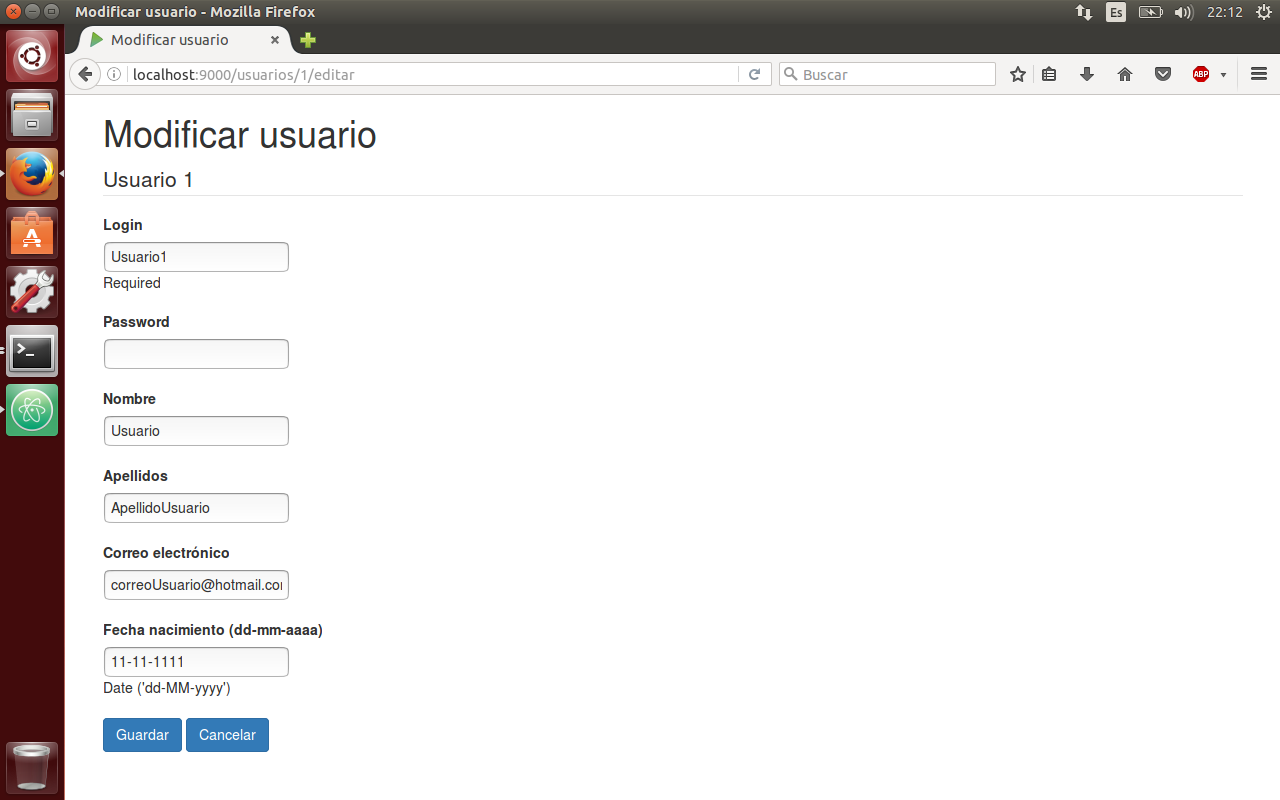 Modificar usuario - Mozilla Firefox
Es
22:12
Modificar usuario
localhost:9000/usuarios/1/editar
Buscar
ABP
Modificar usuario
Usuario 1
Login
Usuario1
Required
Password
Nombre
Usuario
Apellidos
ApellidoUsuario
Correo electrónico
correoUsuario@hotmail.co
Fecha nacimiento (dd-mm-aaaa)
11-11-1111
Date ('dd-MM-yyyy')
Guardar Cancelar